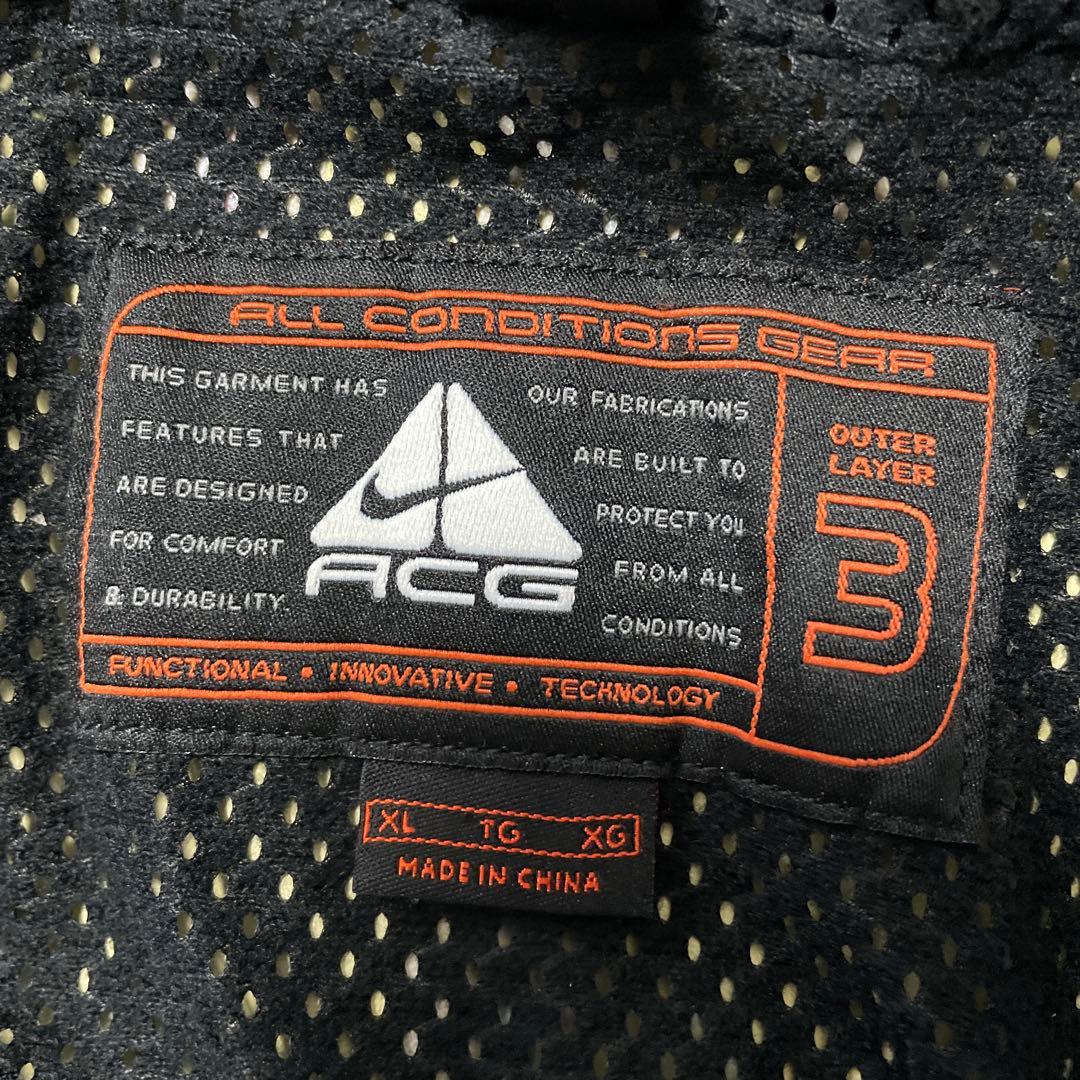 ALL CONDITIONS GEAR
THIS GARMENT HAS
FEATURES THAT
ARE DESIGNED
FOR COMFORT
& DURABILITY.
ACG
OUR FABRICATIONS
ARE BUILT TO
PROTECT YOU
FROM ALL
CONDITIONS
OUTER
LAYER
3
FUNCTIONAL • INNOVATIVE • TECHNOLOGY
XL TG XG
MADE IN CHINA